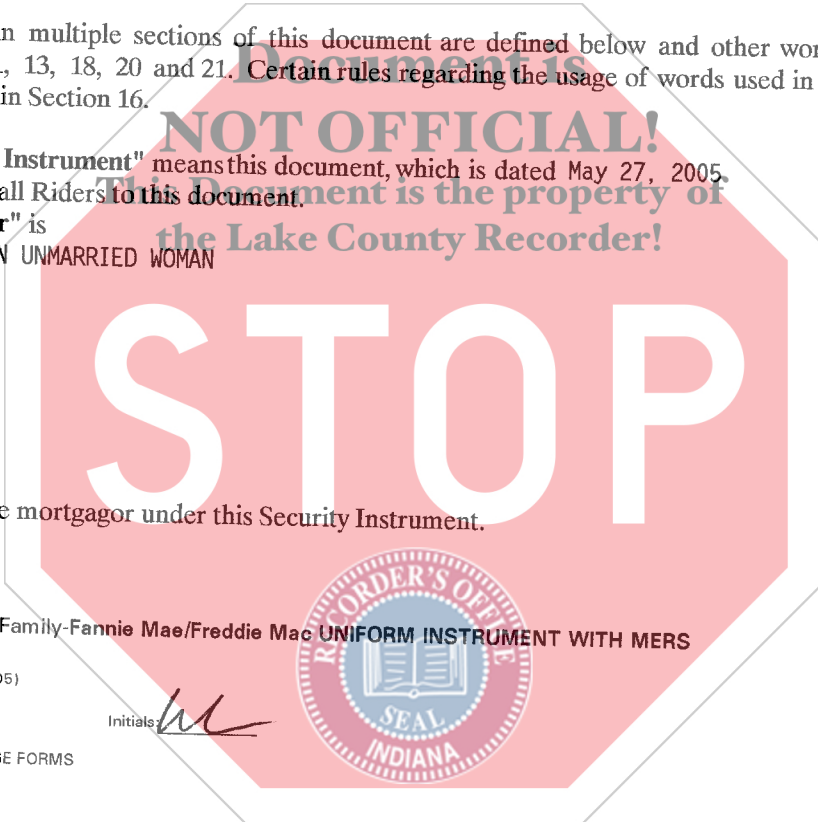 n multiple sections of this document are defined below and other wor
, 13, 18, 20 and 21. Certain rules regarding the usage of words used in
in Section 16.
Document is
NOT OFFICIAL!
This Document is the property of
the Lake County Recorder!
Instrument" means this document, which is dated May 27, 2005
all Riders to this document.
r" is
N UNMARRIED WOMAN
STOP
e mortgagor under this Security Instrument.
RECORDER'S OFFICE
SEAL
INDIANA
Family-Fannie Mae/Freddie Mac UNIFORM INSTRUMENT WITH MERS
05)
Initials:
GE FORMS